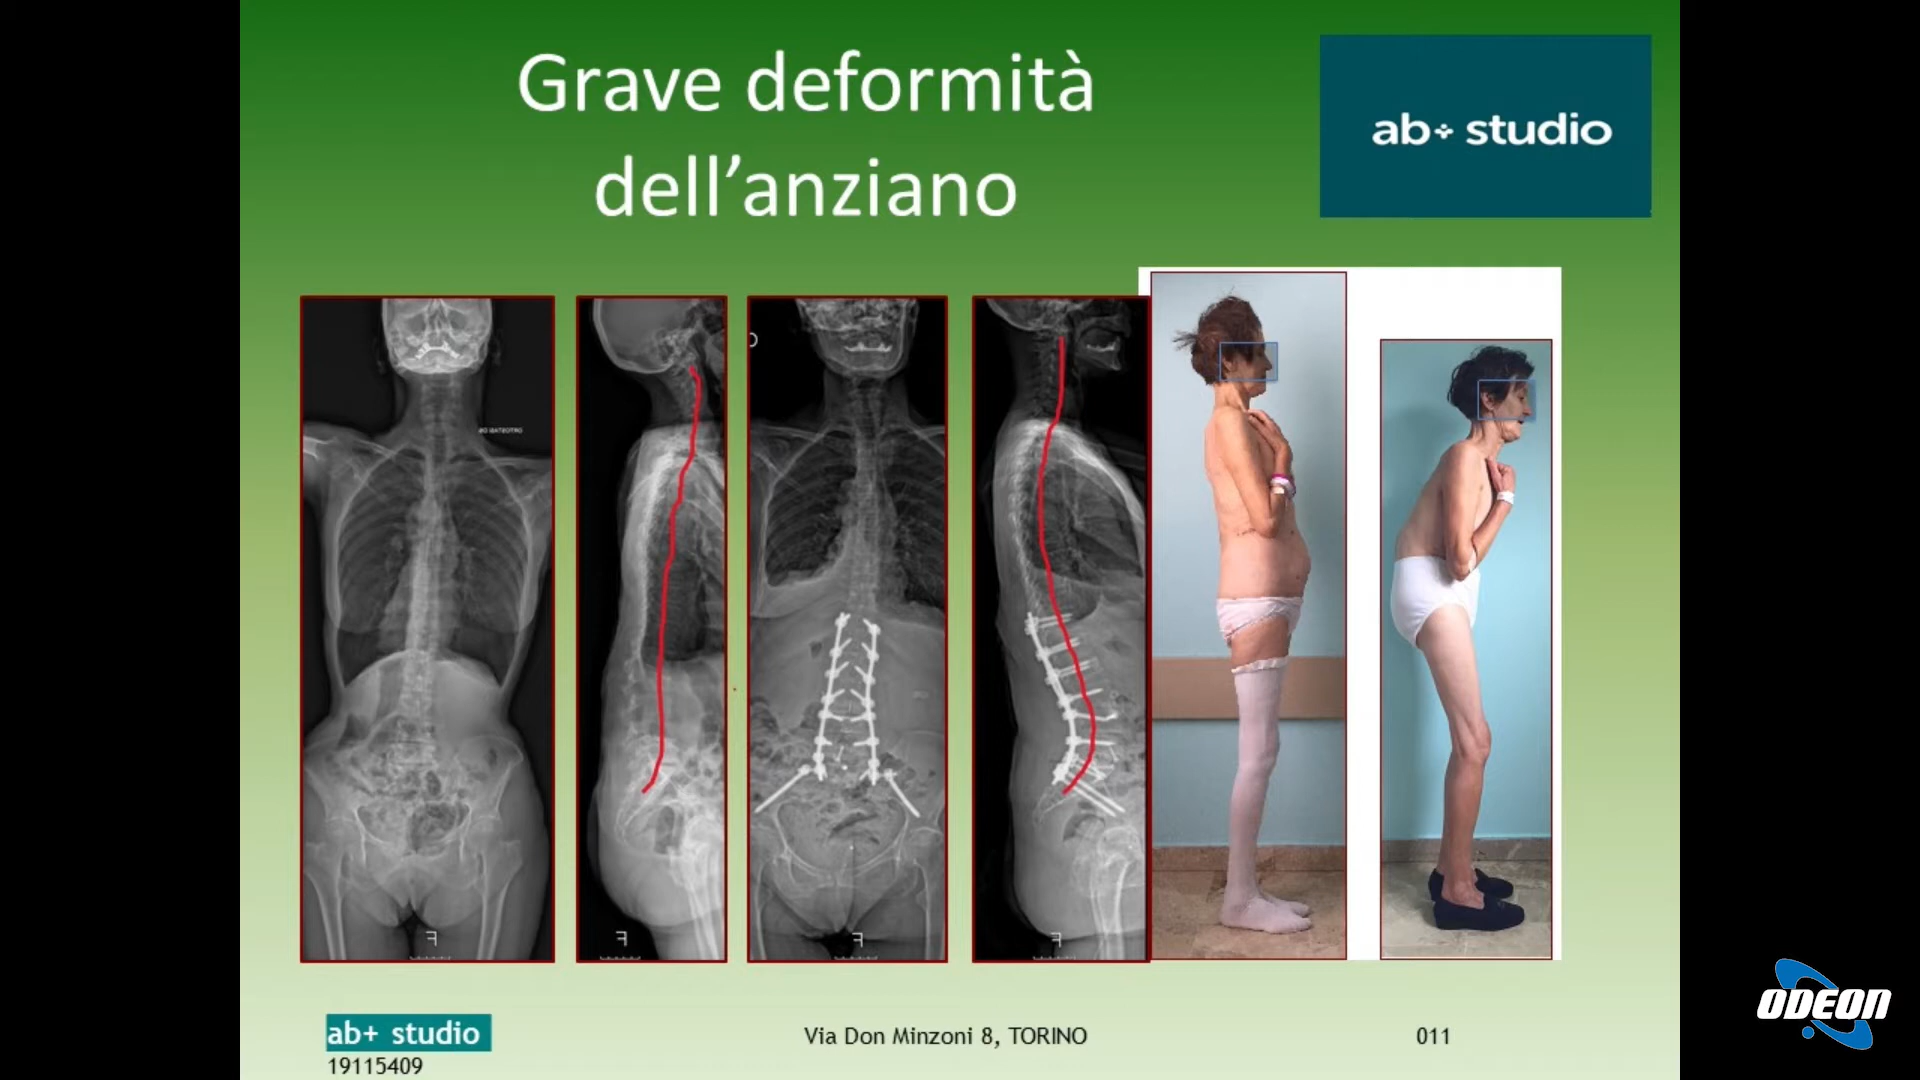 Grave deformità
dell’anziano
ab+ studio
ab+ studio
19115409
Via Don Minzoni 8, TORINO
011
ODEON